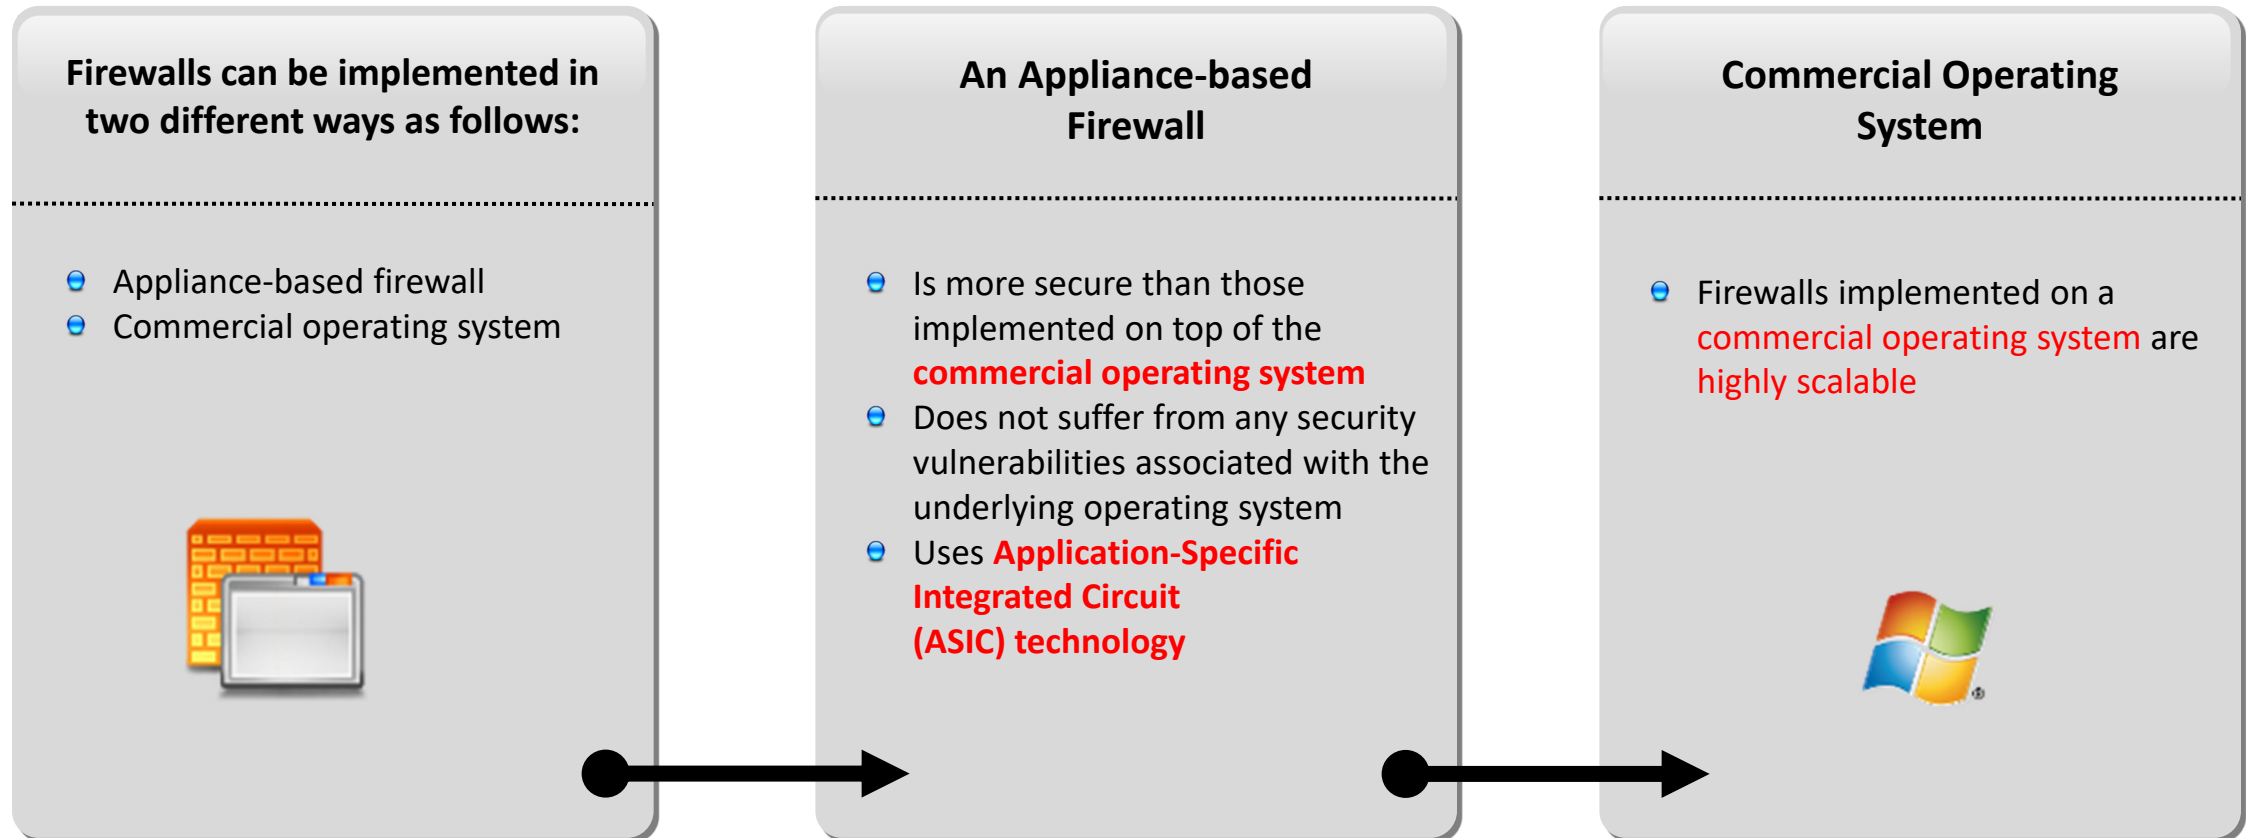 Firewalls can be implemented in
two different ways as follows:
Appliance-based firewall
Commercial operating system
An Appliance-based
Firewall
Is more secure than those
implemented on top of the
commercial operating system
Does not suffer from any security
vulnerabilities associated with the
underlying operating system
Uses Application-Specific
Integrated Circuit
(ASIC) technology
Commercial Operating
System
Firewalls implemented on a
commercial operating system are
highly scalable
®